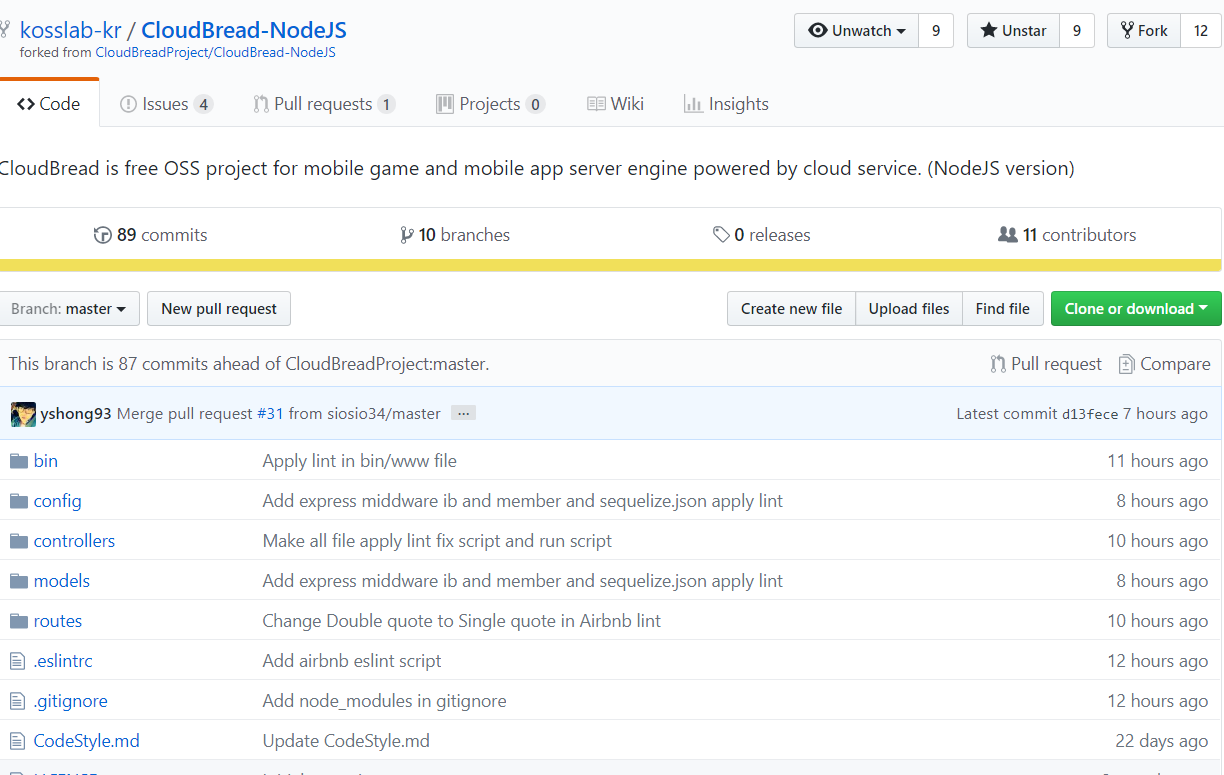 kosslab-kr / CloudBread-NodeJS
Unwatch 9 Unstar 9 Fork 12
forked from CloudBreadProject/CloudBread-NodeJS
Code Issues 4 Pull requests 1 Projects 0 Wiki Insights
CloudBread is free OSS project for mobile game and mobile app server engine powered by cloud service. (NodeJS version)
89 commits 10 branches 0 releases 11 contributors
Branch: master New pull request Create new file Upload files Find file Clone or download
This branch is 87 commits ahead of CloudBreadProject:master. Pull request Compare
yshong93 Merge pull request #31 from siosio34/master ... Latest commit d13fece 7 hours ago
bin Apply lint in bin/www file 11 hours ago
config Add express middware ib and member and sequelize.json apply lint 8 hours ago
controllers Make all file apply lint fix script and run script 10 hours ago
models Add express middware ib and member and sequelize.json apply lint 8 hours ago
routes Change Double quote to Single quote in Airbnb lint 10 hours ago
.eslintrc Add airbnb eslint script 12 hours ago
.gitignore Add node_modules in gitignore 12 hours ago
CodeStyle.md Update CodeStyle.md 22 days ago